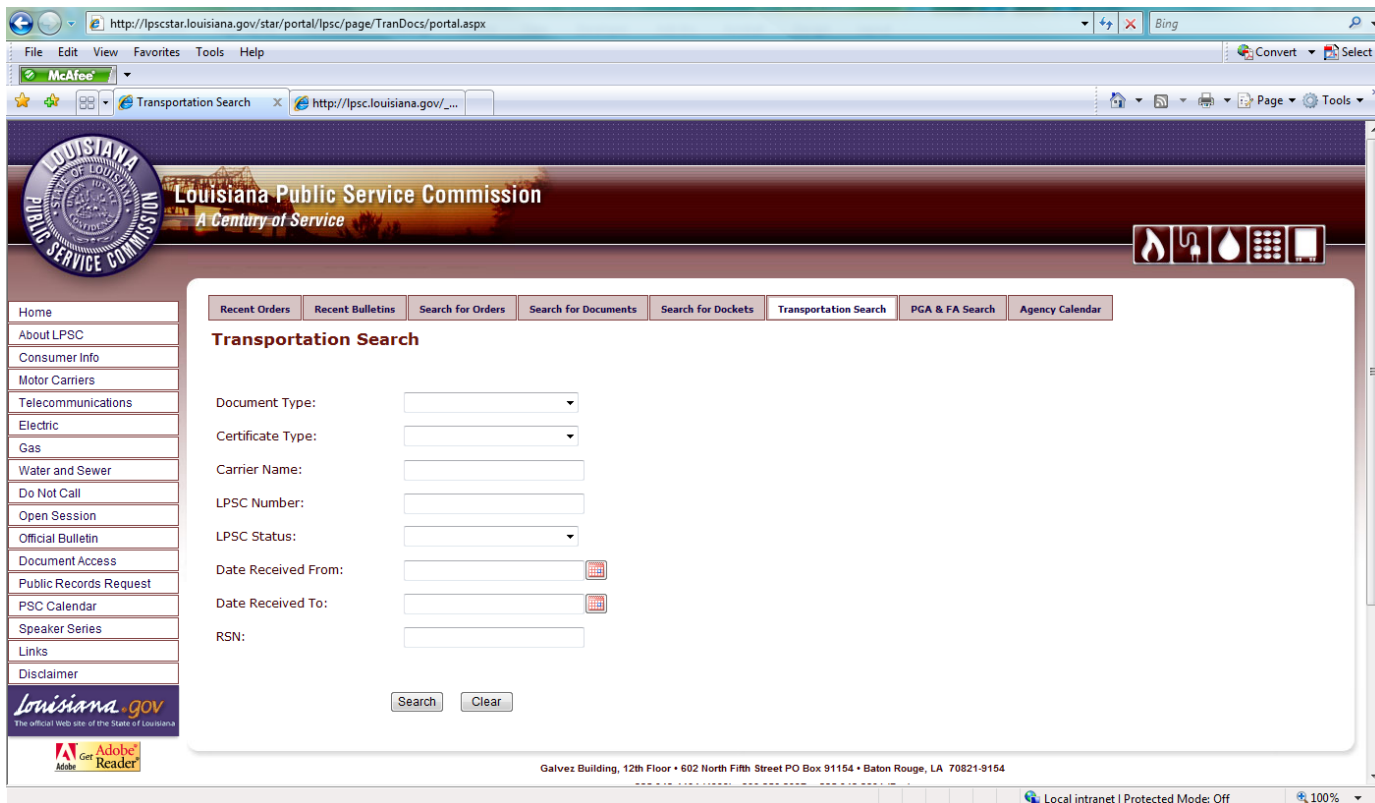 http://lpscstar.louisiana.gov/star/portal/lpsc/page/TranDocs/portal.aspx
Bing
File Edit View Favorites Tools Help
Convert
Select
McAfee
Transportation Search
http://lpsc.louisiana.gov/_...
Page
Tools
LOUISIANA PUBLIC SERVICE COMMISSION
Louisiana Public Service Commission
A Century of Service
Recent Orders
Recent Bulletins
Search for Orders
Search for Documents
Search for Dockets
Transportation Search
PGA & FA Search
Agency Calendar
Home
About LPSC
Consumer Info
Motor Carriers
Telecommunications
Electric
Gas
Water and Sewer
Do Not Call
Open Session
Official Bulletin
Document Access
Public Records Request
PSC Calendar
Speaker Series
Links
Disclaimer
Louisiana.gov
The official Web site of the State of Louisiana
Adobe
Get Adobe®
Reader®
Transportation Search
Document Type:
Certificate Type:
Carrier Name:
LPSC Number:
LPSC Status:
Date Received From:
Date Received To:
RSN:
Search
Clear
Galvez Building, 12th Floor • 602 North Fifth Street PO Box 91154 • Baton Rouge, LA 70821-9154
Local intranet | Protected Mode: Off
100%